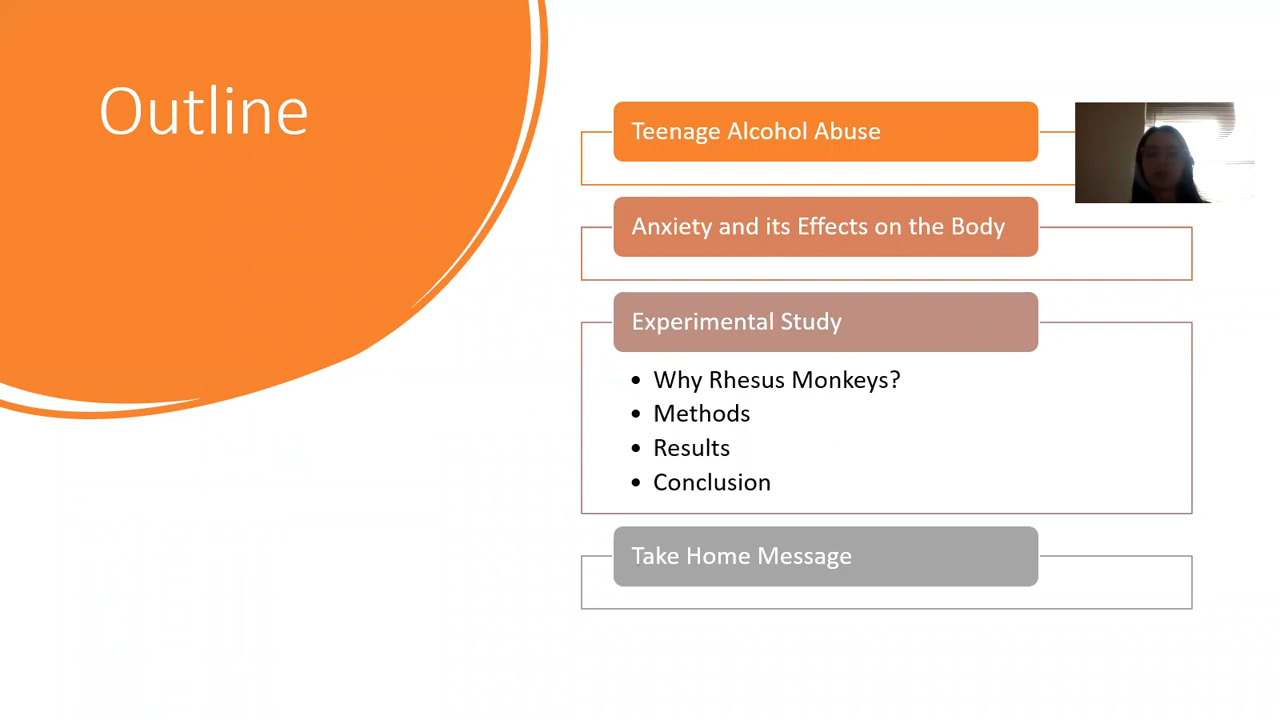 Outline
Teenage Alcohol Abuse
Anxiety and its Effects on the Body
Experimental Study
• Why Rhesus Monkeys?
• Methods
• Results
• Conclusion
Take Home Message